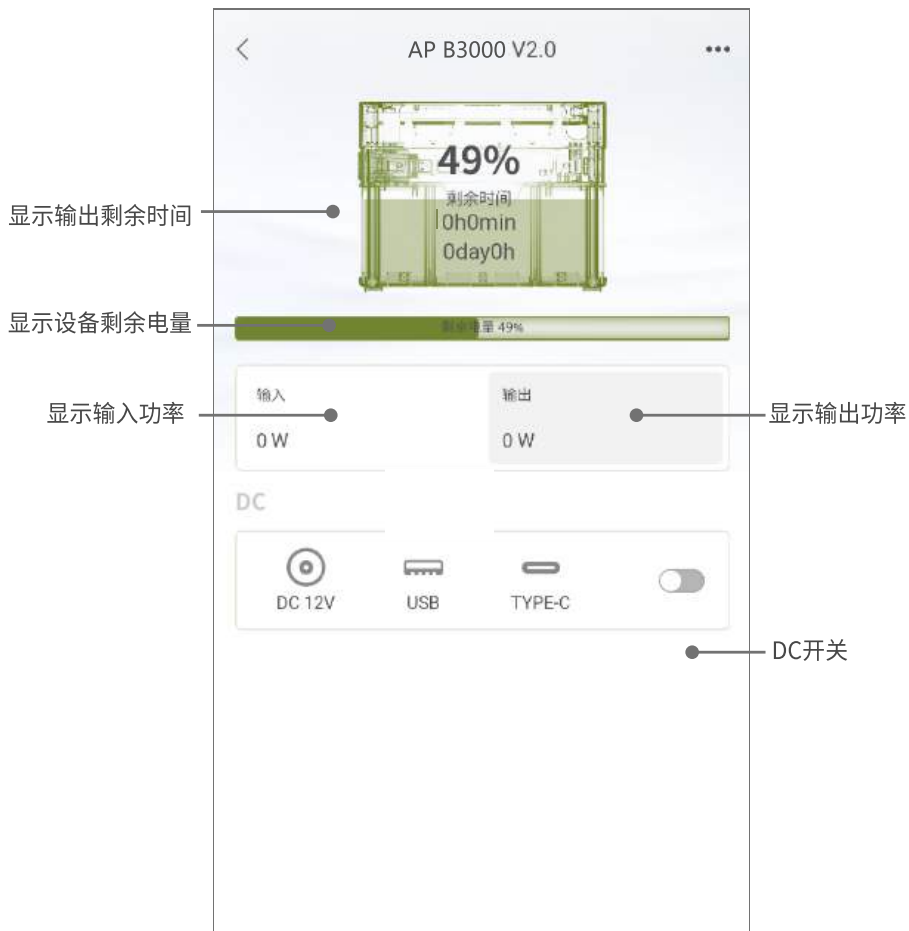 AP B3000 V2.0
49%
剩余时间
0h0min
0day0h
显示输出剩余时间
显示设备剩余电量
剩余电量 49%
输入
输出
显示输入功率
显示输出功率
0 W
0 W
DC
DC 12V
USB
TYPE-C
DC开关